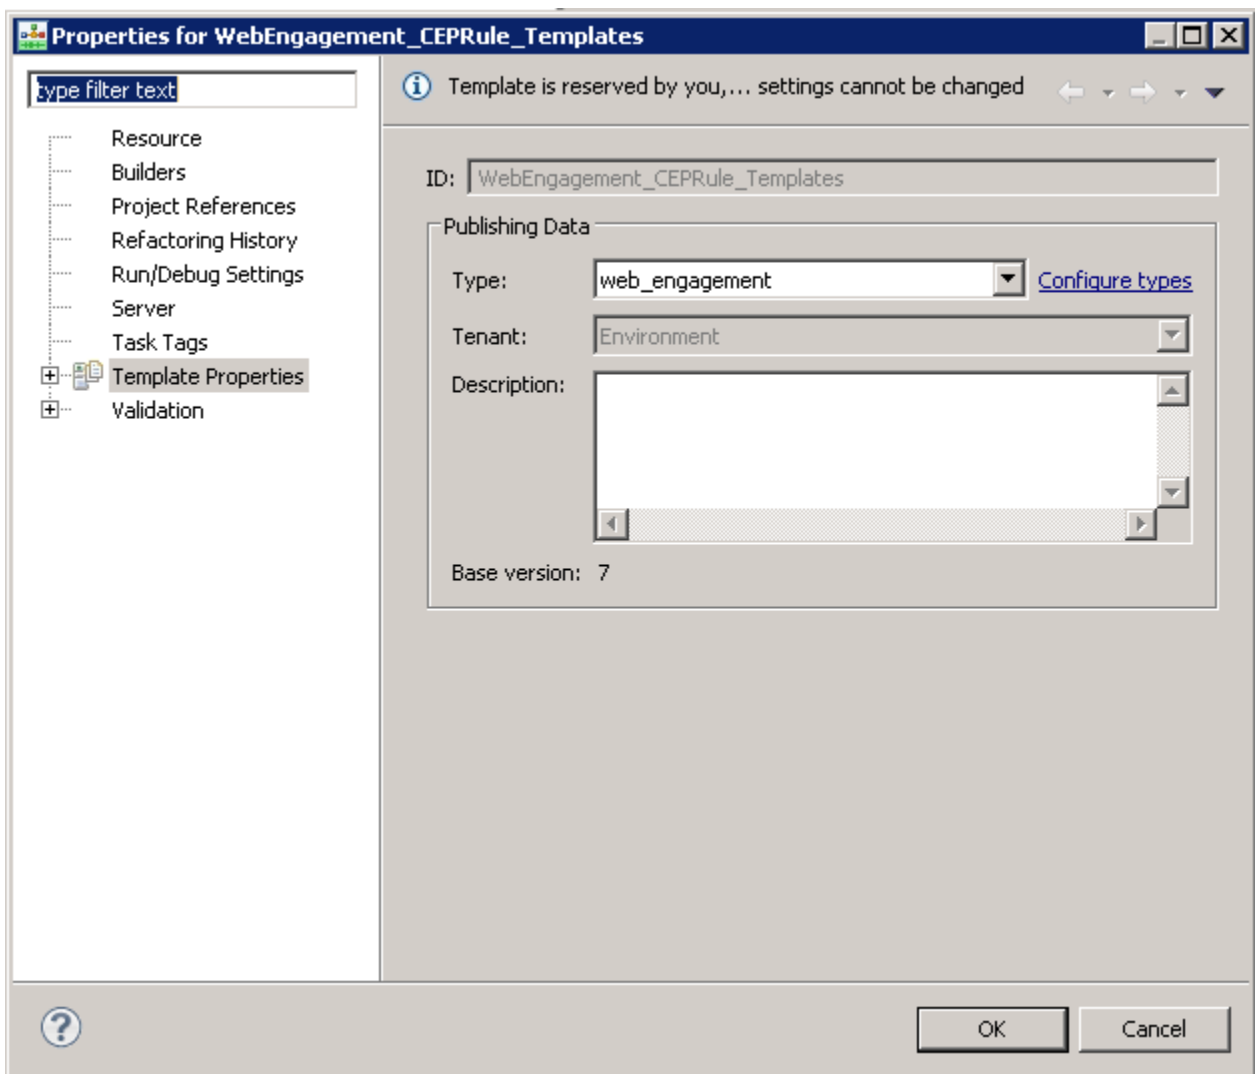 Properties for WebEngagement_CEPRule_Templates
type filter text
Template is reserved by you,... settings cannot be changed
Resource
Builders
Project References
Refactoring History
Run/Debug Settings
Server
Task Tags
Template Properties
Validation
ID: WebEngagement_CEPRule_Templates
Publishing Data
Type: web_engagement Configure types
Tenant: Environment
Description:
Base version: 7
OK Cancel